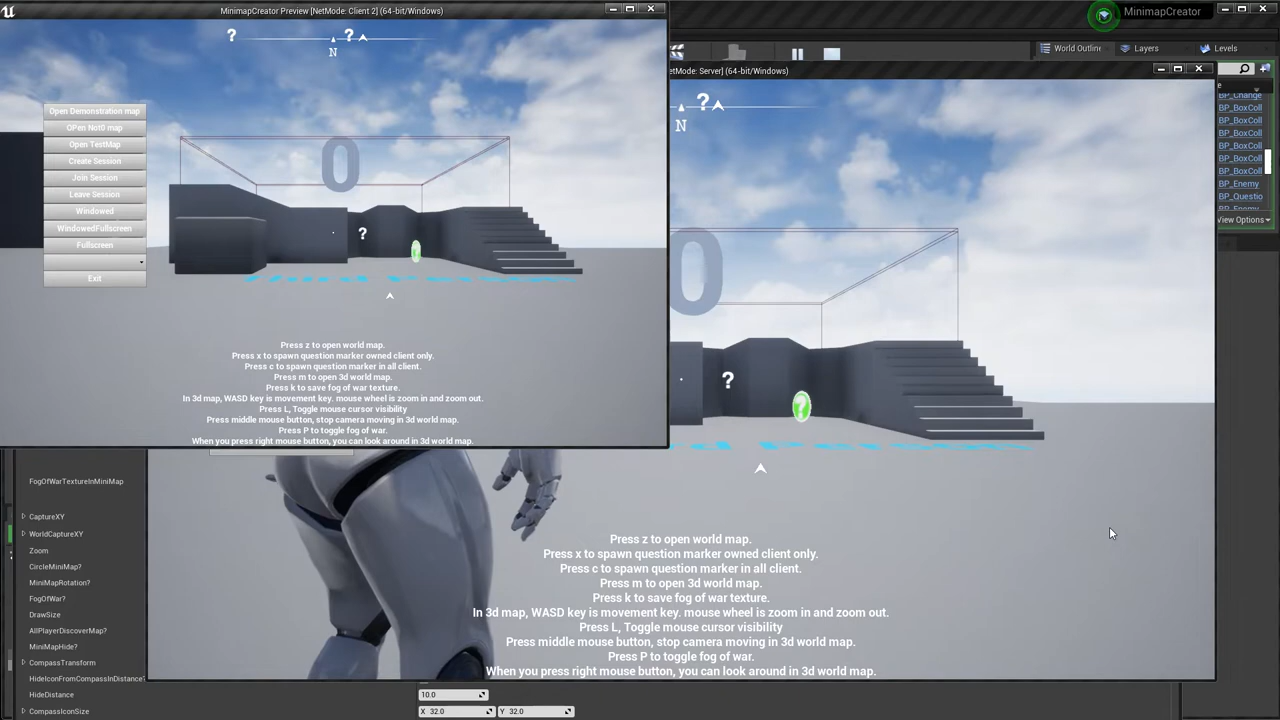 MinimapCreator Preview [NetMode: Client 2] (64-bit/Windows)
MinimapCreator
?
?
N
World Outline
Layers
Levels
NetMode: Server] (64-bit/Windows)
?
N
Open Demonstration map
OPen Not0 map
Open TestMap
Create Session
Join Session
Leave Session
Windowed
WindowedFullscreen
Fullscreen
Exit
0
?
0
?
?
BP_Change
BP_BoxColl
BP_BoxColl
BP_BoxColl
BP_BoxColl
BP_BoxColl
BP_BoxColl
BP_Enemy
BP_Questio
BP_Enemy
View Options
Press z to open world map.
Press x to spawn question marker owned client only.
Press c to spawn question marker in all client.
Press m to open 3d world map.
Press k to save fog of war texture.
In 3d map, WASD key is movement key. mouse wheel is zoom in and zoom out.
Press L, Toggle mouse cursor visibility
Press middle mouse button, stop camera moving in 3d world map.
Press P to toggle fog of war.
When you press right mouse button, you can look around in 3d world map.
FogOfWarTextureInMiniMap
CaptureXY
WorldCaptureXY
Zoom
CircleMiniMap?
MiniMapRotation?
FogOfWar?
DrawSize
AllPlayerDiscoverMap?
MiniMapHide?
CompassTransform
HideIconFromCompassInDistance?
HideDistance
CompassIconSize
Press z to open world map.
Press x to spawn question marker owned client only.
Press c to spawn question marker in all client.
Press m to open 3d world map.
Press k to save fog of war texture.
In 3d map, WASD key is movement key. mouse wheel is zoom in and zoom out.
Press L, Toggle mouse cursor visibility
Press middle mouse button, stop camera moving in 3d world map.
Press P to toggle fog of war.
When you press right mouse button, you can look around in 3d world map.
10.0
X 32.0
Y 32.0